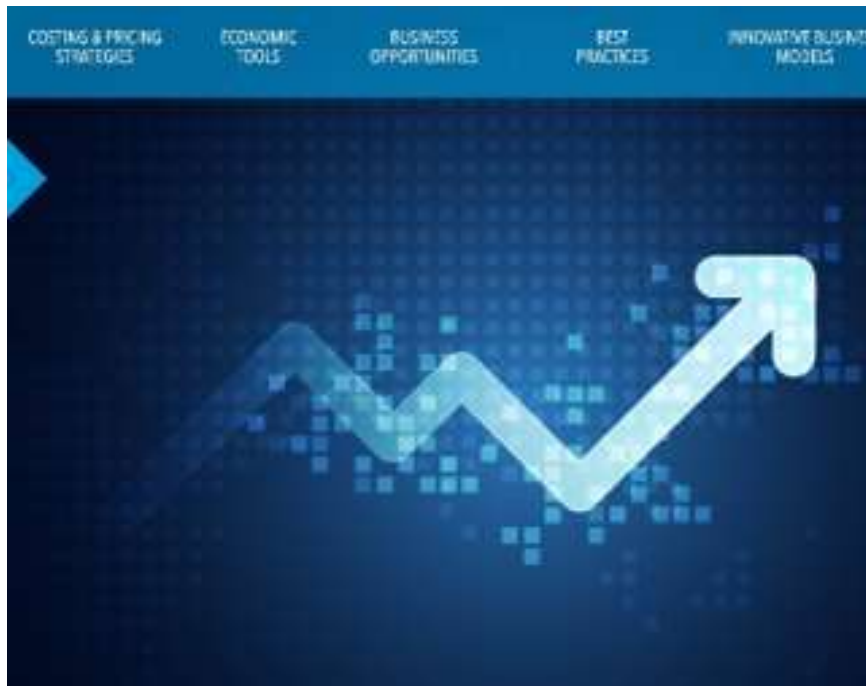 COSTING & PRICING
STRATEGIES
ECONOMIC
TOOLS
BUSINESS
OPPORTUNITIES
BEST
PRACTICES
INNOVATIVE BUSINE
MODELS